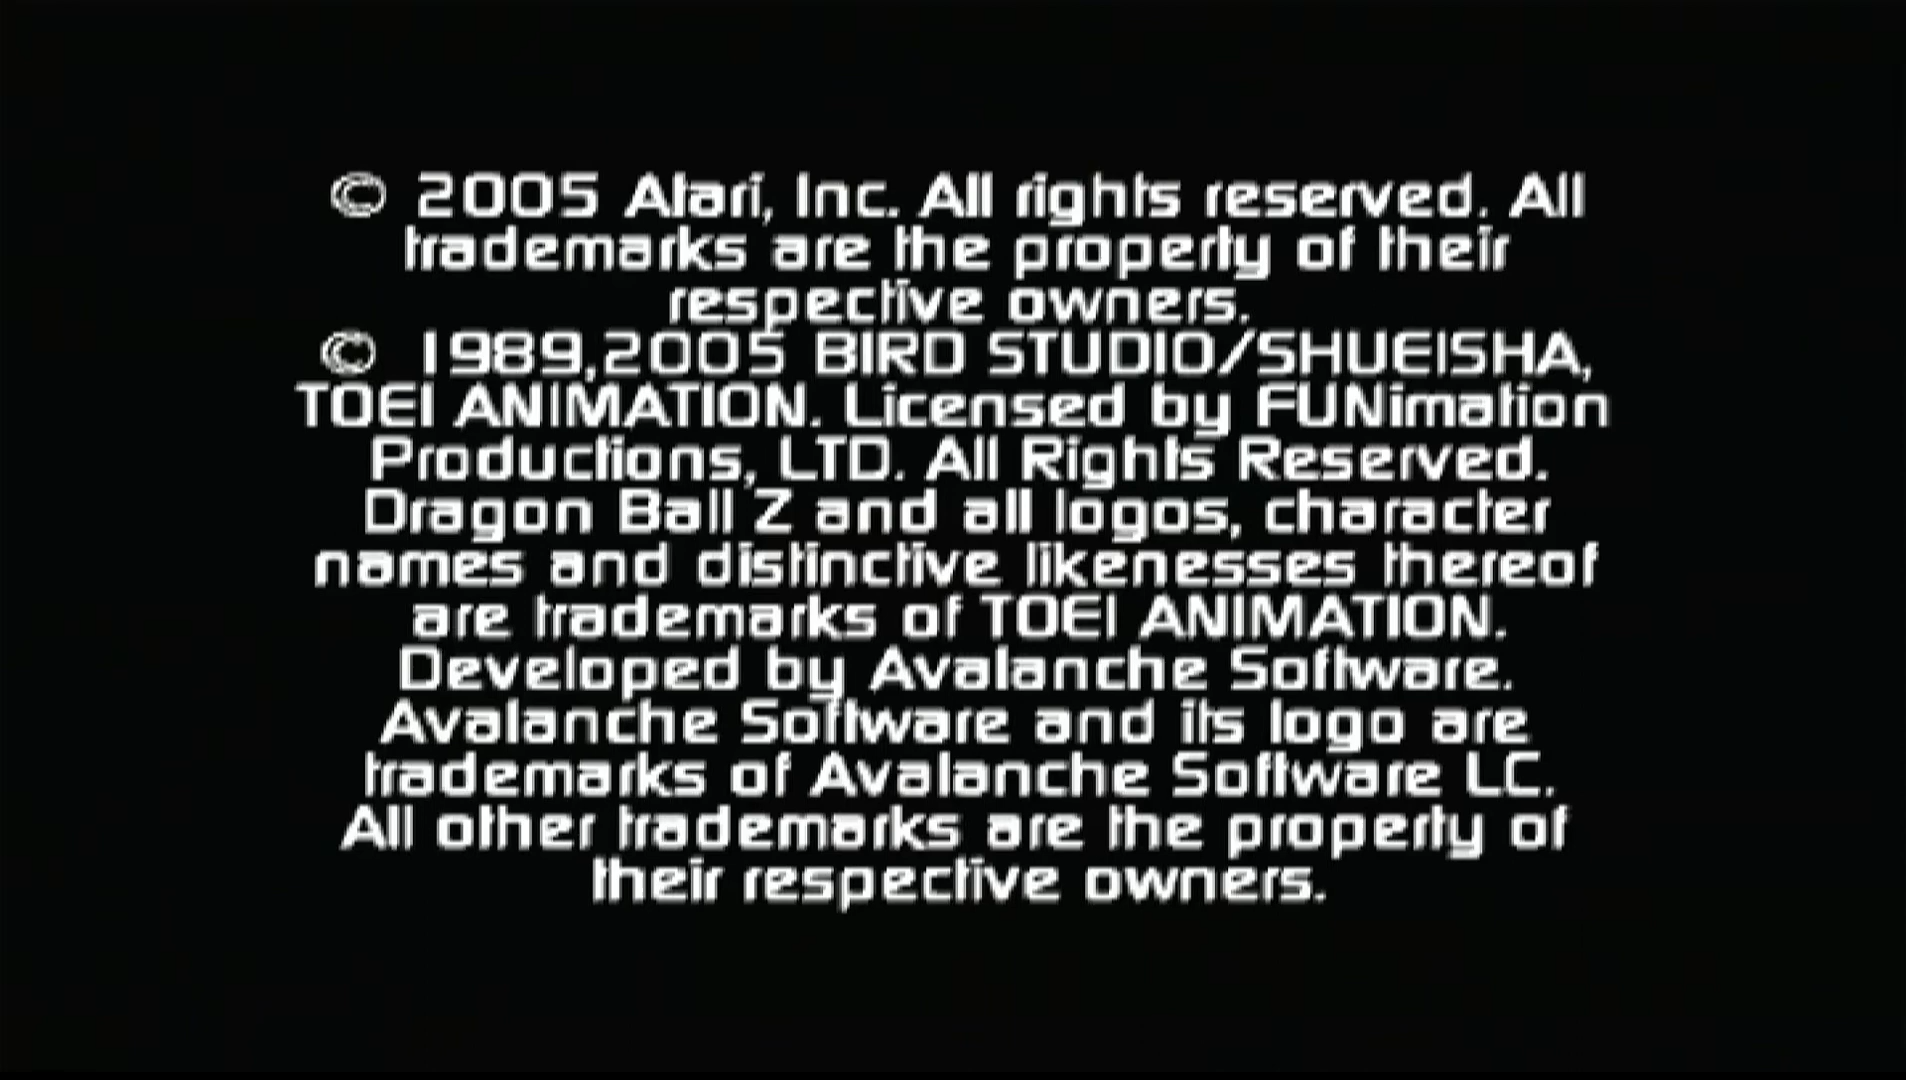 © 2005 Atari, Inc. All rights reserved. All
trademarks are the property of their
respective owners.
© 1989,2005 BIRD STUDIO/SHUEISHA,
TOEI ANIMATION. Licensed by FUNimation
Productions, LTD. All Rights Reserved.
Dragon Ball Z and all logos, character
names and distinctive likenesses thereof
are trademarks of TOEI ANIMATION.
Developed by Avalanche Software.
Avalanche Software and its logo are
trademarks of Avalanche Software LC.
All other trademarks are the property of
their respective owners.